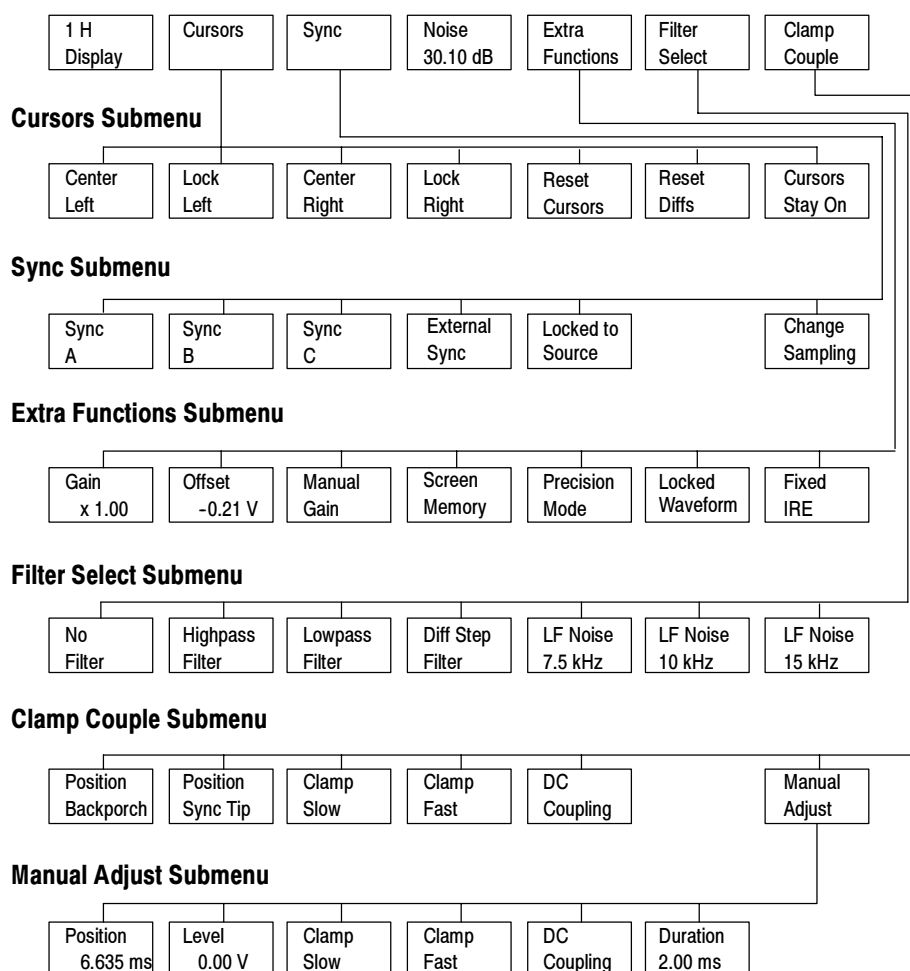 1 H Display
Cursors
Sync
Noise 30.10 dB
Extra Functions
Filter Select
Clamp Couple
Cursors Submenu
Center Left
Lock Left
Center Right
Lock Right
Reset Cursors
Reset Diffs
Cursors Stay On
Sync Submenu
Sync A
Sync B
Sync C
External Sync
Locked to Source
Change Sampling
Extra Functions Submenu
Gain x 1.00
Offset -0.21 V
Manual Gain
Screen Memory
Precision Mode
Locked Waveform
Fixed IRE
Filter Select Submenu
No Filter
Highpass Filter
Lowpass Filter
Diff Step Filter
LF Noise 7.5 kHz
LF Noise 10 kHz
LF Noise 15 kHz
Clamp Couple Submenu
Position Backporch
Position Sync Tip
Clamp Slow
Clamp Fast
DC Coupling
Manual Adjust
Manual Adjust Submenu
Position 6.635 ms
Level 0.00 V
Clamp Slow
Clamp Fast
DC Coupling
Duration 2.00 ms